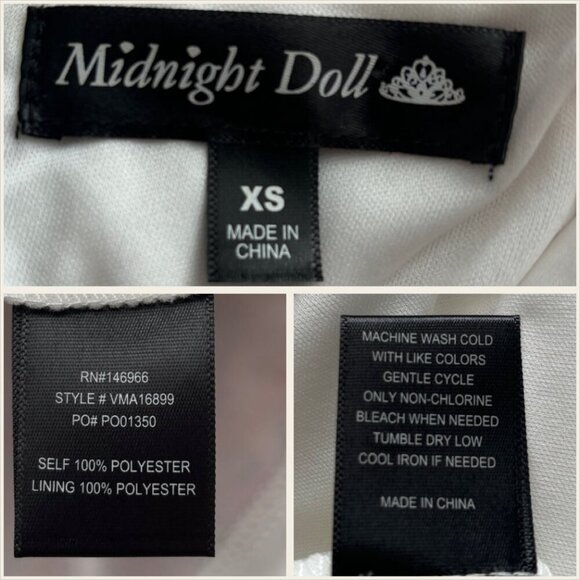 Midnight Doll
XS
MADE IN
CHINA
RN#146966
STYLE # VMA16899
PO# PO01350
SELF 100% POLYESTER
LINING 100% POLYESTER
MACHINE WASH COLD
WITH LIKE COLORS
GENTLE CYCLE
ONLY NON-CHLORINE
BLEACH WHEN NEEDED
TUMBLE DRY LOW
COOL IRON IF NEEDED
MADE IN CHINA